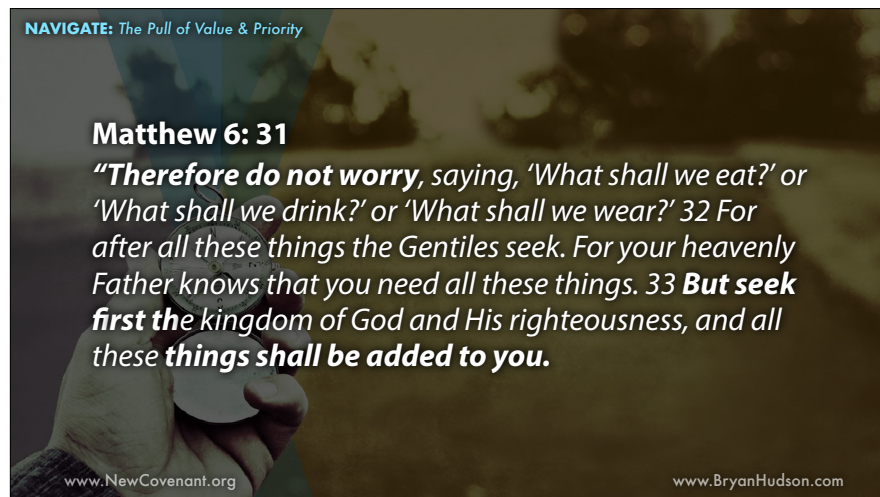 NAVIGATE: The Pull of Value & Priority
Matthew 6: 31
“Therefore do not worry, saying, ‘What shall we eat?’ or
‘What shall we drink?’ or ‘What shall we wear?’ 32 For
after all these things the Gentiles seek. For your heavenly
Father knows that you need all these things. 33 But seek
first the kingdom of God and His righteousness, and all
these things shall be added to you.
www.NewCovenant.org
www.BryanHudson.com